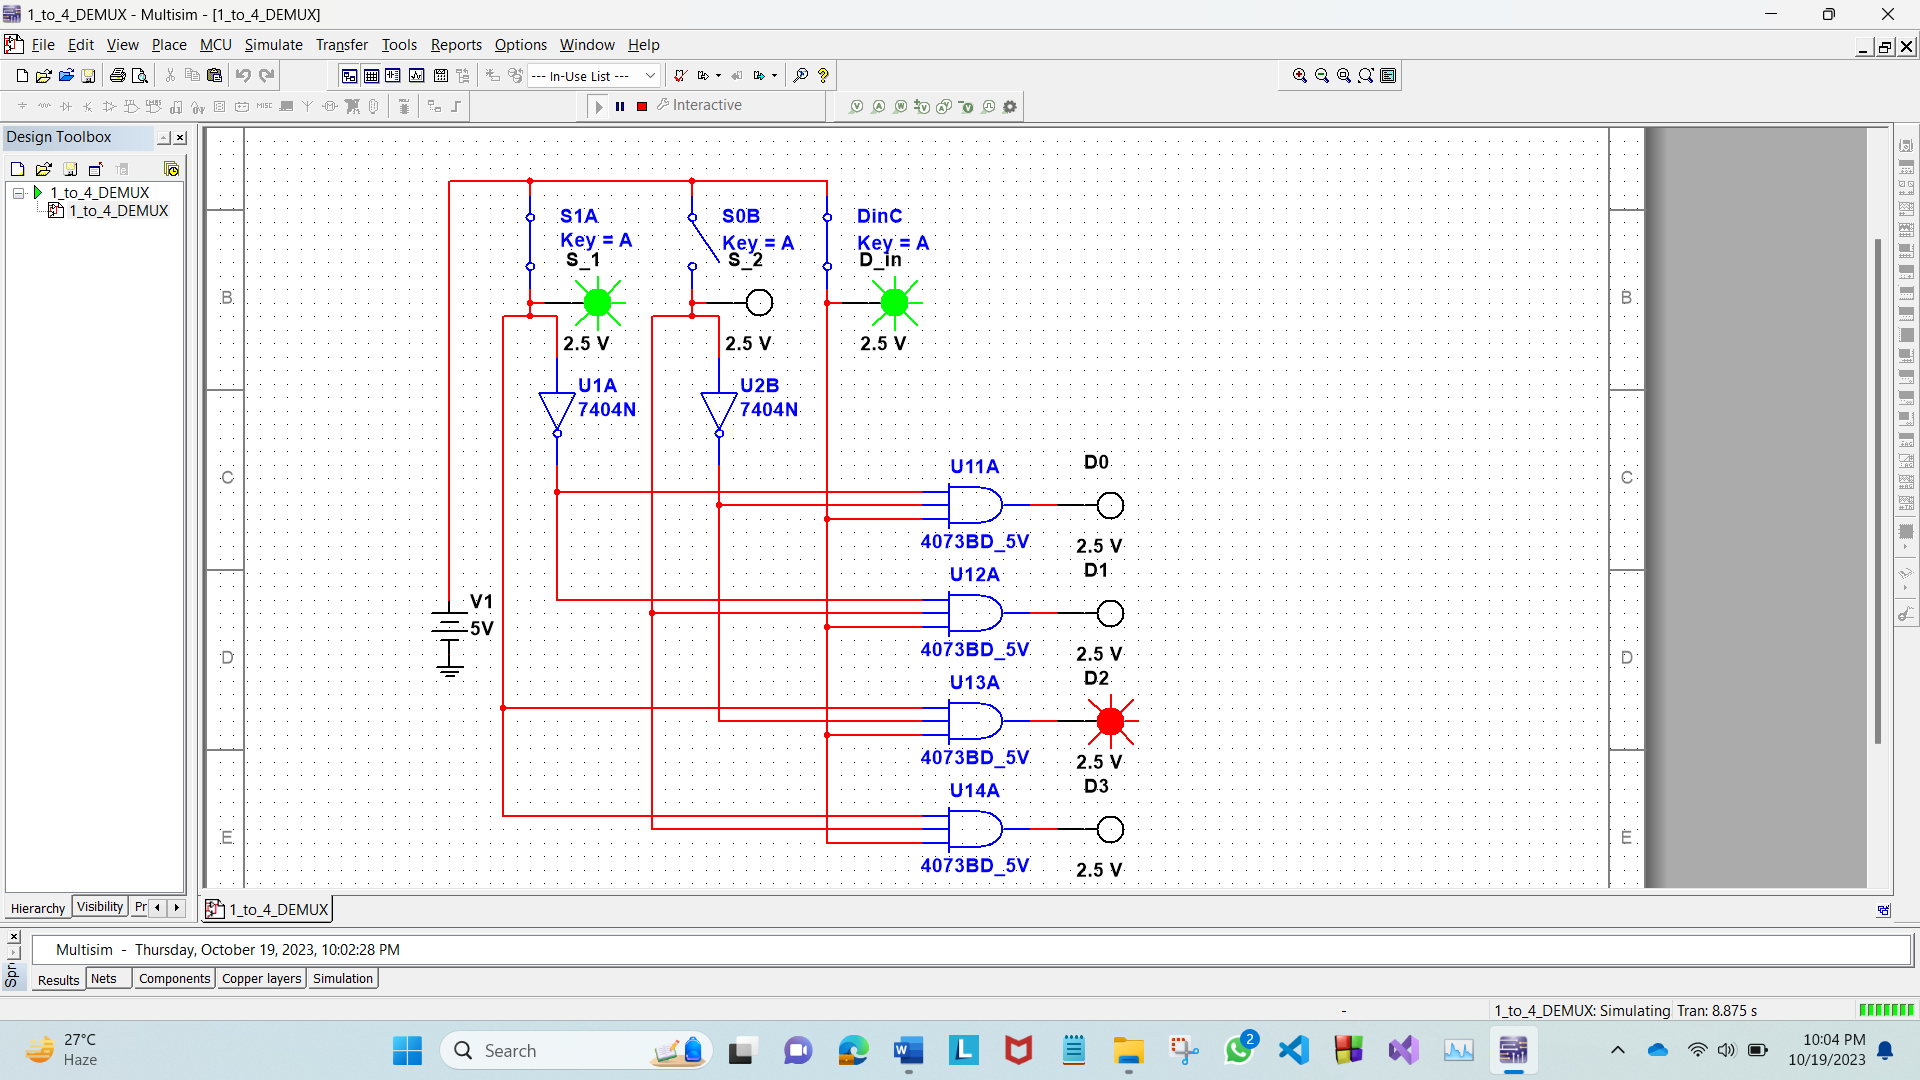 1_to_4_DEMUX - Multisim - [1_to_4_DEMUX]
File Edit View Place MCU Simulate Transfer Tools Reports Options Window Help
--- In-Use List ---
Interactive
Design Toolbox
1_to_4_DEMUX
1_to_4_DEMUX
S1A
Key = A
S_1
2.5 V
S0B
Key = A
S_2
2.5 V
DinC
Key = A
D_in
2.5 V
B
B
U1A
7404N
U2B
7404N
C
C
U11A
4073BD_5V
D0
2.5 V
U12A
4073BD_5V
D1
2.5 V
V1
5V
D
D
U13A
4073BD_5V
D2
2.5 V
U14A
4073BD_5V
D3
2.5 V
E
E
Hierarchy Visibility Pr
1_to_4_DEMUX
Multisim - Thursday, October 19, 2023, 10:02:28 PM
Spr
Results Nets Components Copper layers Simulation
- 1_to_4_DEMUX: Simulating Tran: 8.875 s
27°C
Haze
Search
2
10:04 PM
10/19/2023